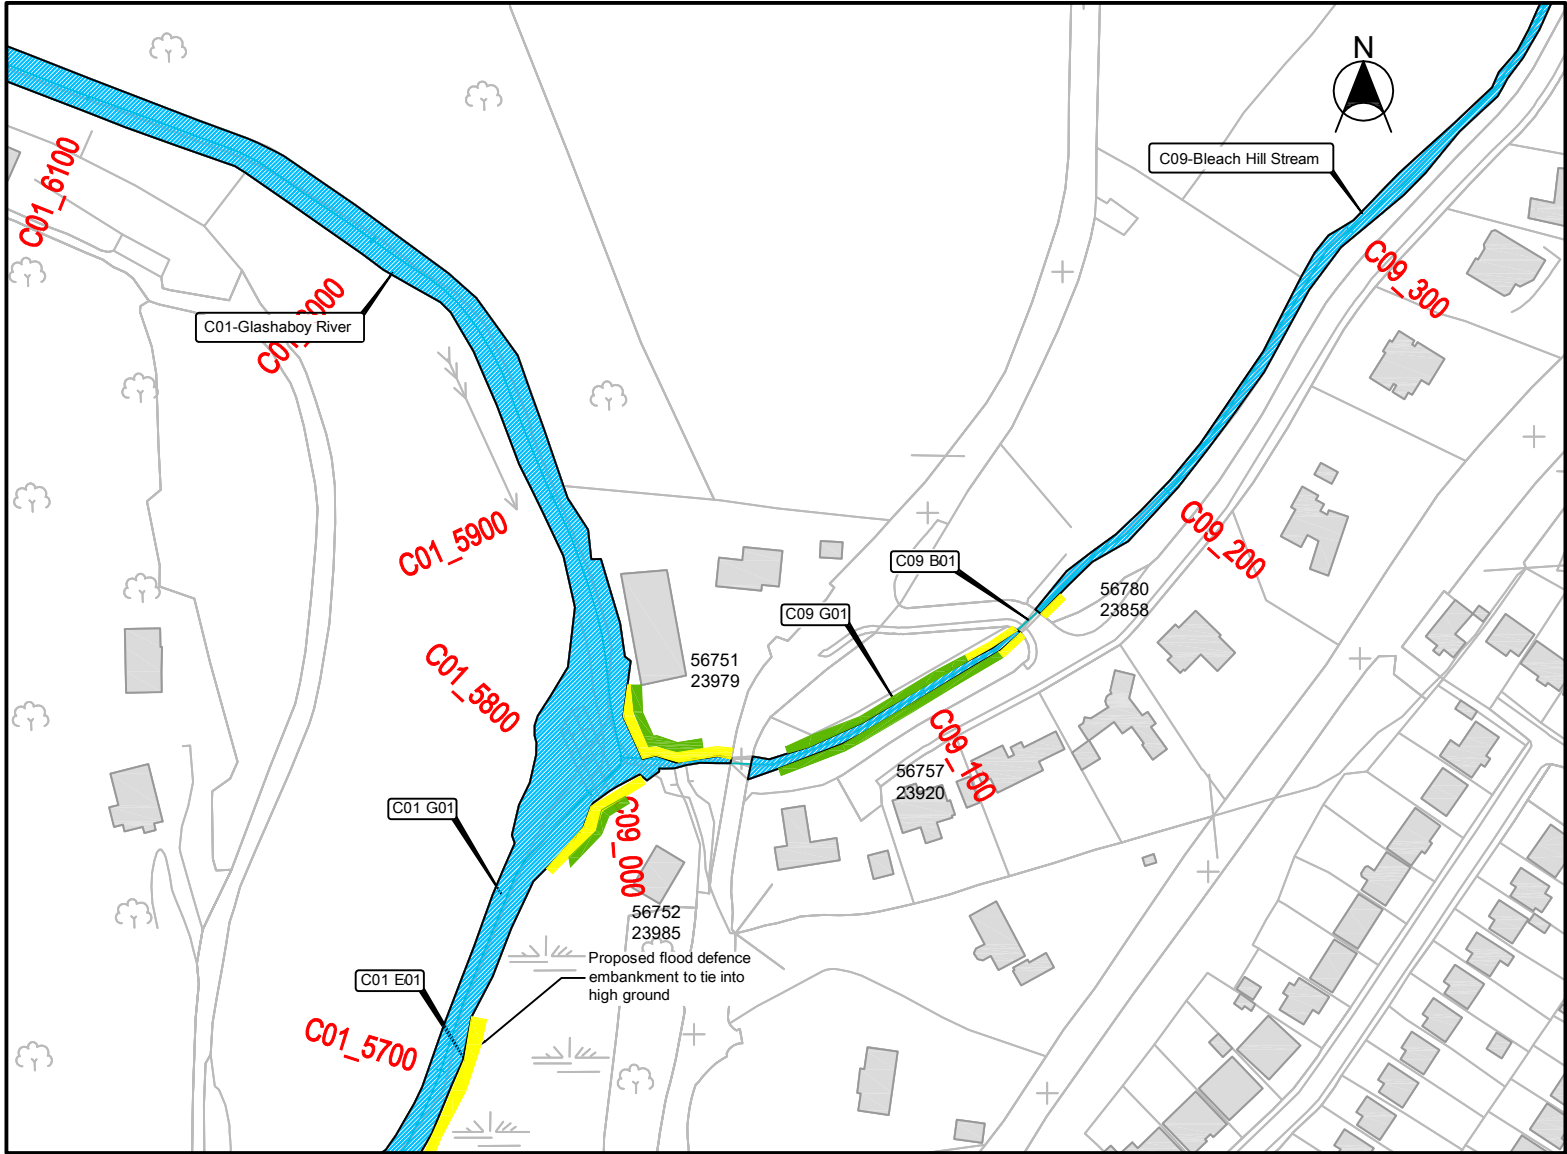 N
C09-Bleach Hill Stream
C01_6100
C09_300
C01-Glashaboy River
C01_6000
C01_5900
C09_200
C09 B01
56780
23858
C09 G01
56751
23979
C01_5800
C09_100
56757
23920
C01 G01
C09_000
56752
23985
Proposed flood defence
embankment to tie into
high ground
C01 E01
C01_5700